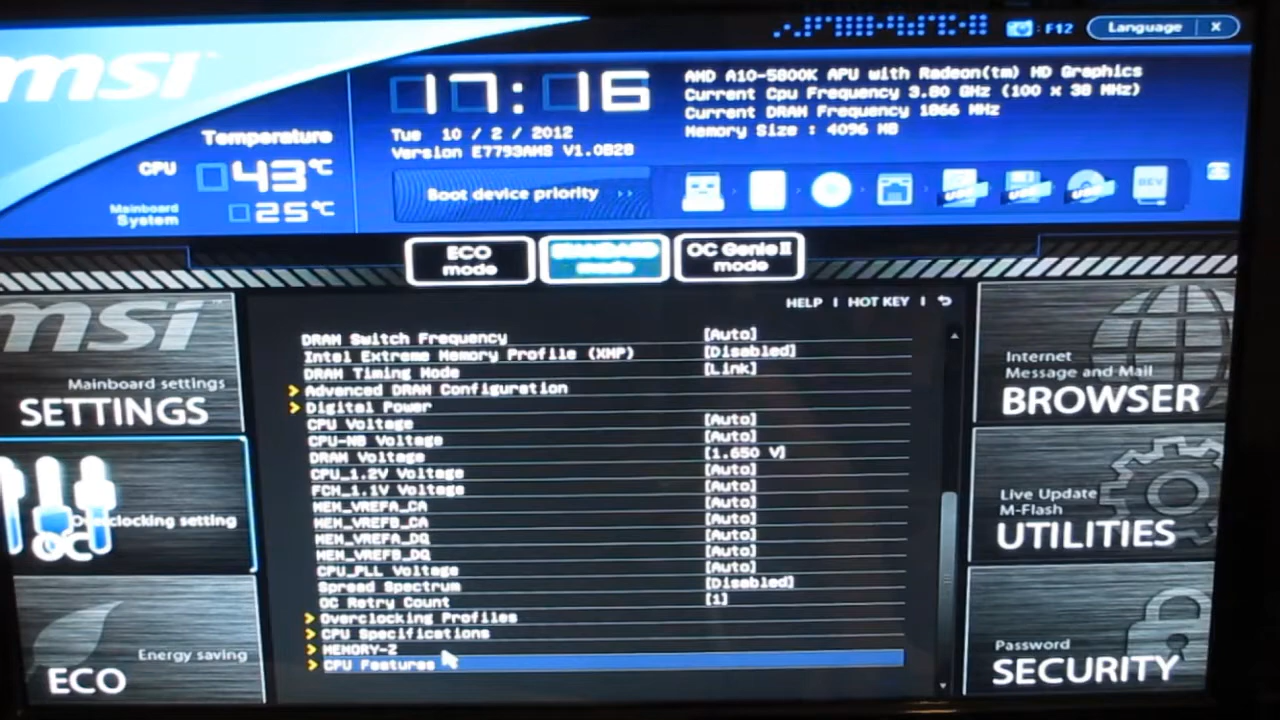 msi
: F12
Language
X
17:16
Tue 10 / 2 / 2012
Version E7793AMS V1.0B28
AMD A10-5800K APU with Radeon(tm) HD Graphics
Current Cpu Frequency 3.80 GHz (100 x 38 MHz)
Current DRAM Frequency 1866 MHz
Memory Size : 4096 MB
Temperature
CPU 43°C
Mainboard
System 25°C
Boot device priority
USB
USB
USB
ECO
mode
STANDARD
mode
OC Genie II
mode
HELP | HOT KEY |
msi
Mainboard settings
SETTINGS
Overclocking setting
OC
Energy saving
ECO
DRAM Switch Frequency [Auto]
Intel Extreme Memory Profile (XMP) [Disabled]
DRAM Timing Mode [Link]
> Advanced DRAM Configuration
> Digital Power
CPU Voltage [Auto]
CPU-NB Voltage [Auto]
DRAM Voltage [1.650 V]
CPU_1.2V Voltage [Auto]
FCH_1.1V Voltage [Auto]
MEM_VREFA_CA [Auto]
MEM_VREFB_CA [Auto]
MEM_VREFA_DQ [Auto]
MEM_VREFB_DQ [Auto]
CPU_PLL Voltage [Auto]
Spread Spectrum [Disabled]
OC Retry Count [1]
> Overclocking Profiles
> CPU Specifications
> MEMORY-Z
> CPU Features
Internet
Message and Mail
BROWSER
Live Update
M-Flash
UTILITIES
Password
SECURITY